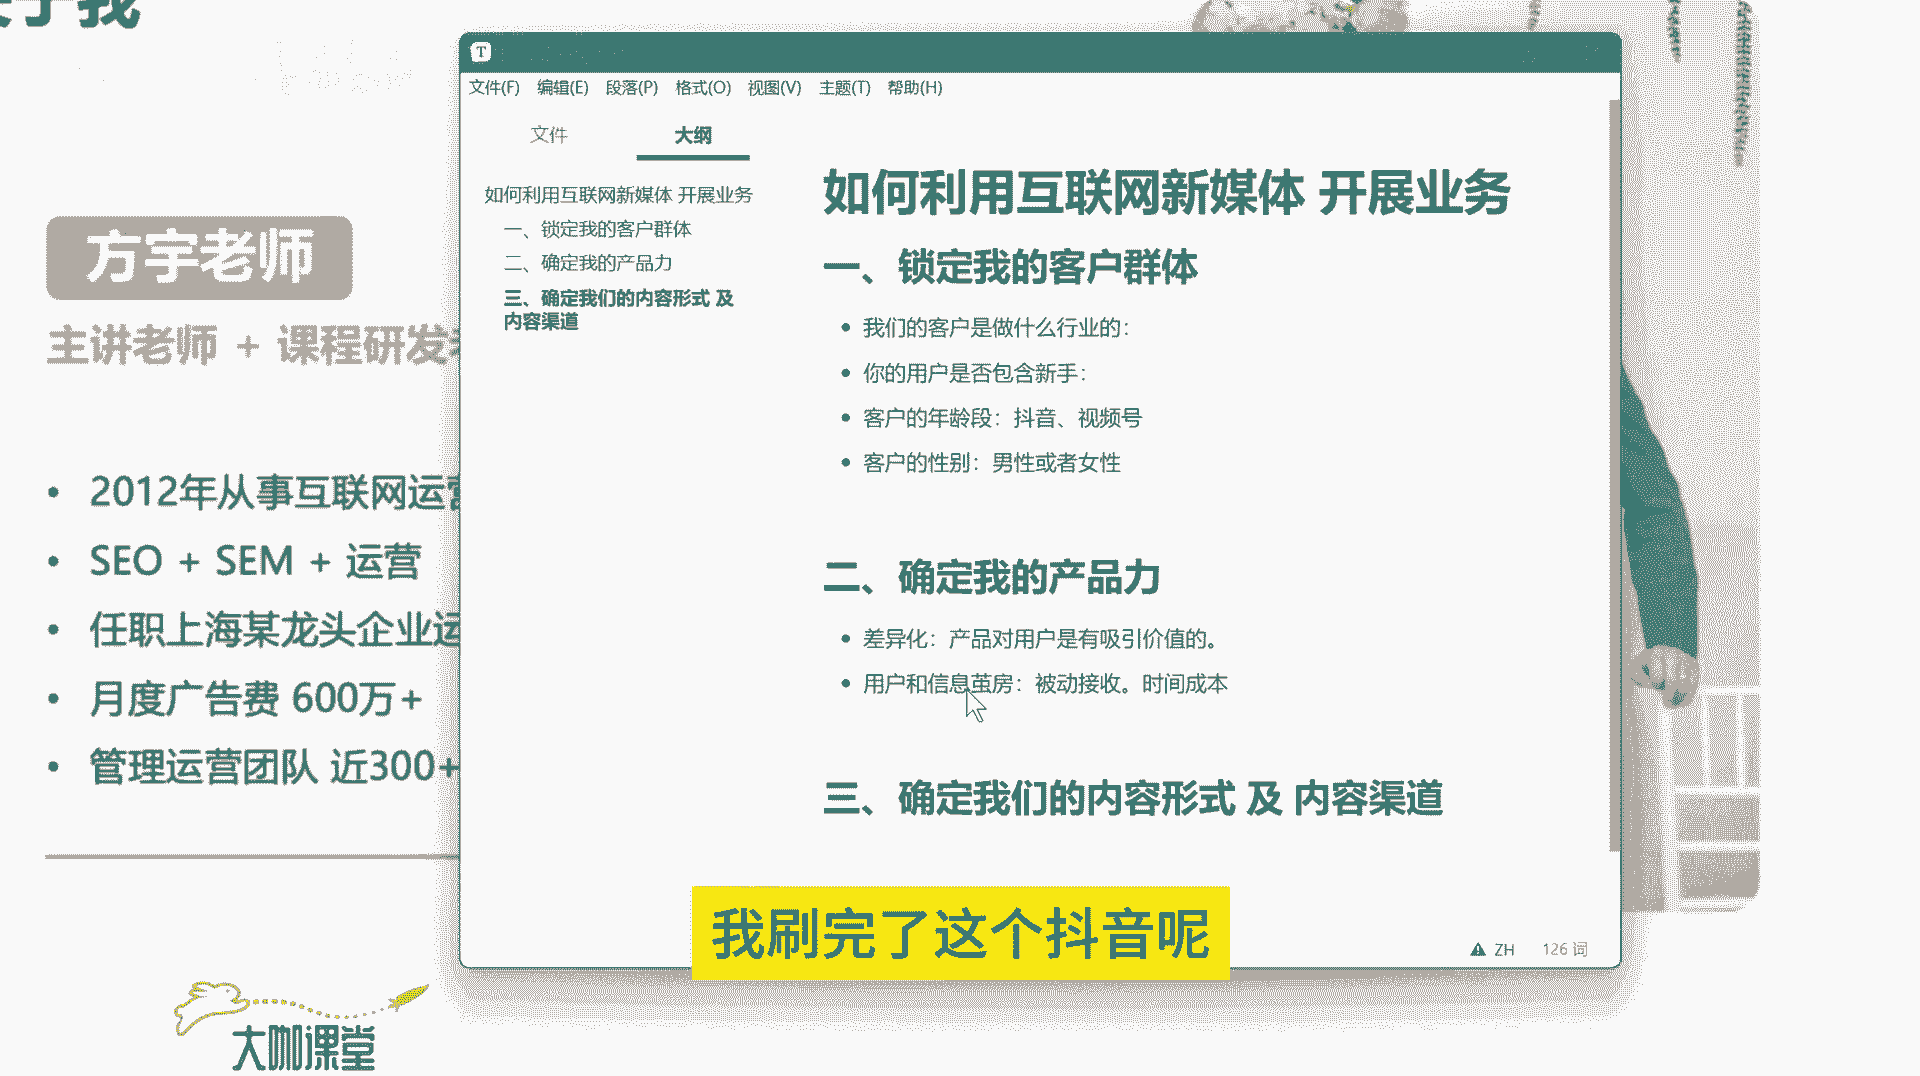 关于我
方宇老师
主讲老师 + 课程研发
2012年从事互联网运营
SEO + SEM + 运营
任职上海某龙头企业运
月度广告费 600万+
管理运营团队 近300+
大咖课堂
T
文件(F) 编辑(E) 段落(P) 格式(O) 视图(V) 主题(T) 帮助(H)
文件 大纲
如何利用互联网新媒体 开展业务
一、锁定我的客户群体
二、确定我的产品力
三、确定我们的内容形式 及
内容渠道
如何利用互联网新媒体 开展业务
一、锁定我的客户群体
我们的客户是做什么行业的：
你的用户是否包含新手：
客户的年龄段：抖音、视频号
客户的性别：男性或者女性
二、确定我的产品力
差异化：产品对用户是有吸引价值的。
用户和信息茧房：被动接收。时间成本
三、确定我们的内容形式 及 内容渠道
ZH 126 词
我刷完了这个抖音呢